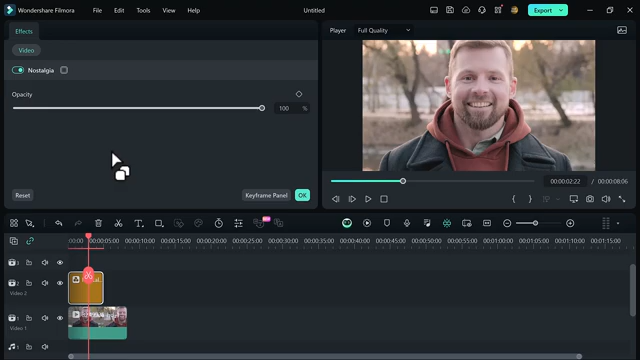 Wondershare Filmora
File Edit Tools View Help
Untitled
Export
Effects
Player Full Quality
Video
Nostalgia
Opacity
100 %
Reset
Keyframe Panel
OK
00:00:02:22 / 00:00:08:06
00:00 00:00:05:00 00:00:10:00 00:00:15:00 00:00:20:00 00:00:25:00 00:00:30:00 00:00:35:00 00:00:40:00 00:00:45:00 00:00:50:00 00:00:55:00 00:01:00:00 00:01:05:00 00:01:10:00 00:01:15:00
3
2
Video 2
1
Video 1
1